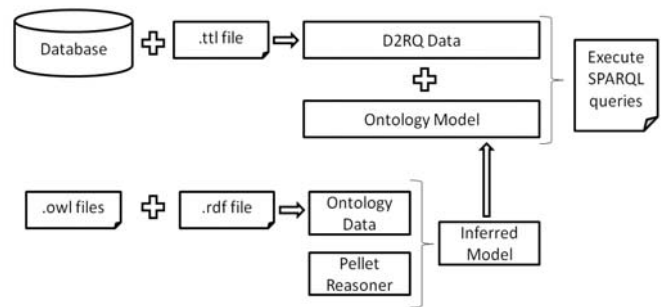 Database
.ttl file
D2RQ Data
Execute
SPARQL
queries
Ontology Model
.owl files
.rdf file
Ontology
Data
Inferred
Model
Pellet
Reasoner